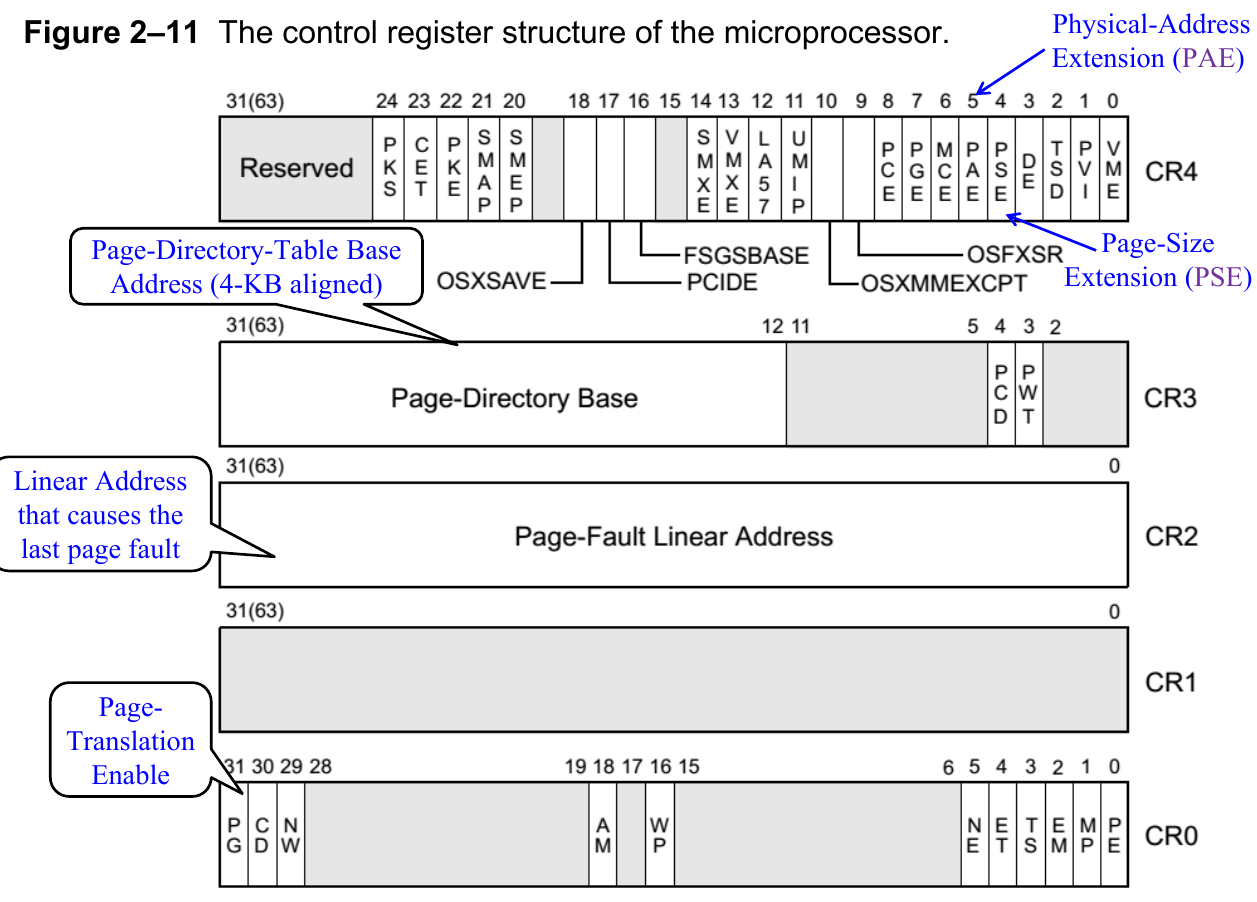 Figure 2–11 The control register structure of the microprocessor.
Physical-Address
Extension (PAE)
31(63) 24 23 22 21 20 18 17 16 15 14 13 12 11 10 9 8 7 6 5 4 3 2 1 0
Reserved PKS CET PKE SMAP SMEP SMXE VMXE LA57 UMIP PCE PGE MCE PAE PSE DE TSD PVI VME CR4
Page-Directory-Table Base
Address (4-KB aligned)
FSGSBASE OSFXSR
OSXSAVE PCIDE OSXMMEXCPT
Page-Size
Extension (PSE)
31(63) 12 11 5 4 3 2
Page-Directory Base PCD PWT CR3
Linear Address
that causes the
last page fault
31(63) 0
Page-Fault Linear Address CR2
31(63) 0
CR1
Page-
Translation
Enable
31 30 29 28 19 18 17 16 15 6 5 4 3 2 1 0
PG CD NW AM WP NE ET TS EM MP PE CR0